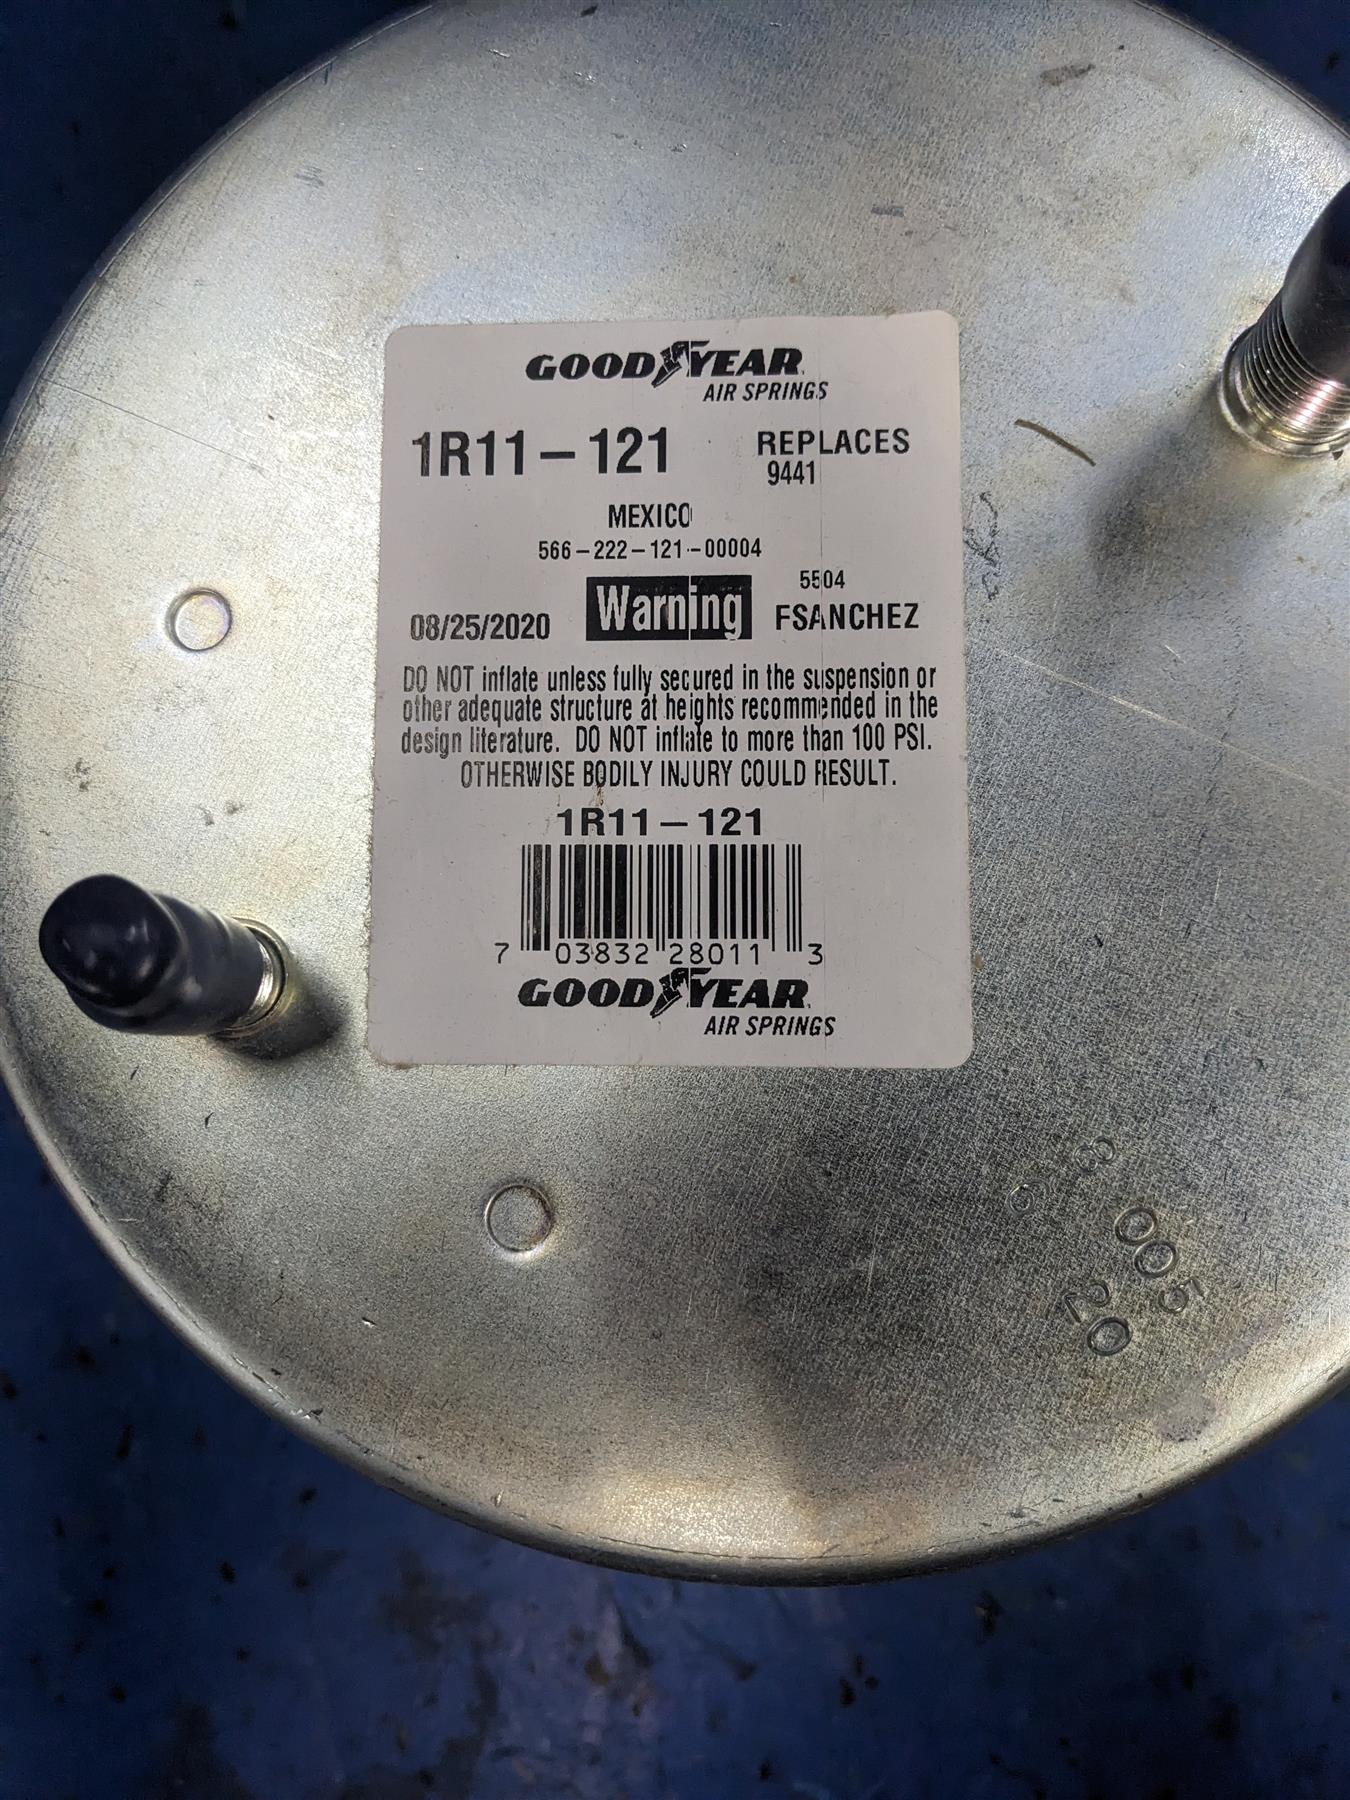 GOODYEAR
AIR SPRINGS
1R11-121
REPLACES
9441
MEXICO
566-222-121-00004
08/25/2020
Warning
5504
FSANCHEZ
DO NOT inflate unless fully secured in the suspension or
other adequate structure at heights recommended in the
design literature. DO NOT inflate to more than 100 PSI.
OTHERWISE BODILY INJURY COULD RESULT.
1R11-121
7 03832 28011 3
GOODYEAR
AIR SPRINGS
8
005
20